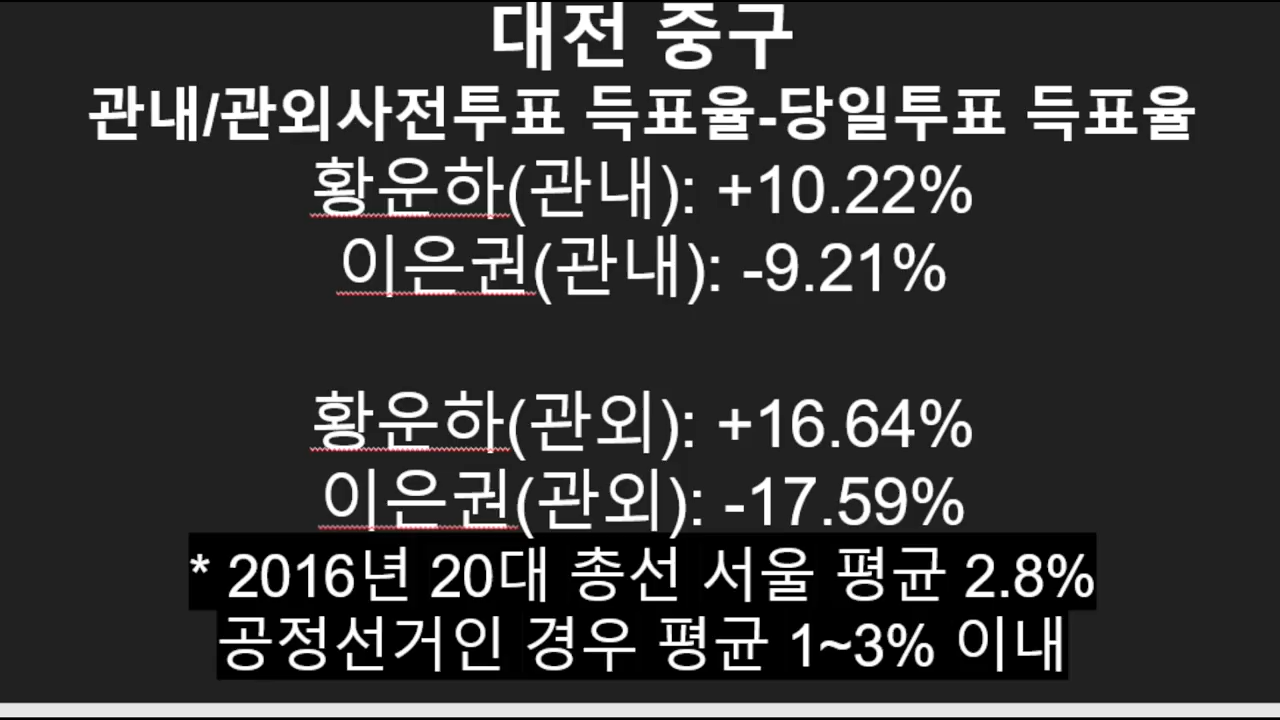 대전 중구
관내/관외사전투표 득표율-당일투표 득표율
황운하(관내): +10.22%
이은권(관내): -9.21%
황운하(관외): +16.64%
이은권(관외): -17.59%
* 2016년 20대 총선 서울 평균 2.8%
공정선거인 경우 평균 1~3% 이내